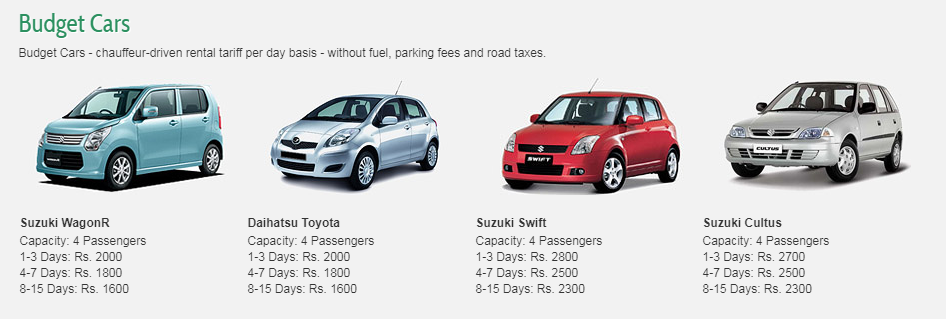 Budget Cars
Budget Cars - chauffeur-driven rental tariff per day basis - without fuel, parking fees and road taxes.
SWIFT
CULTUS
Suzuki WagonR
Capacity: 4 Passengers
1-3 Days: Rs. 2000
4-7 Days: Rs. 1800
8-15 Days: Rs. 1600
Daihatsu Toyota
Capacity: 4 Passengers
1-3 Days: Rs. 2000
4-7 Days: Rs. 1800
8-15 Days: Rs. 1600
Suzuki Swift
Capacity: 4 Passengers
1-3 Days: Rs. 2800
4-7 Days: Rs. 2500
8-15 Days: Rs. 2300
Suzuki Cultus
Capacity: 4 Passengers
1-3 Days: Rs. 2700
4-7 Days: Rs. 2500
8-15 Days: Rs. 2300